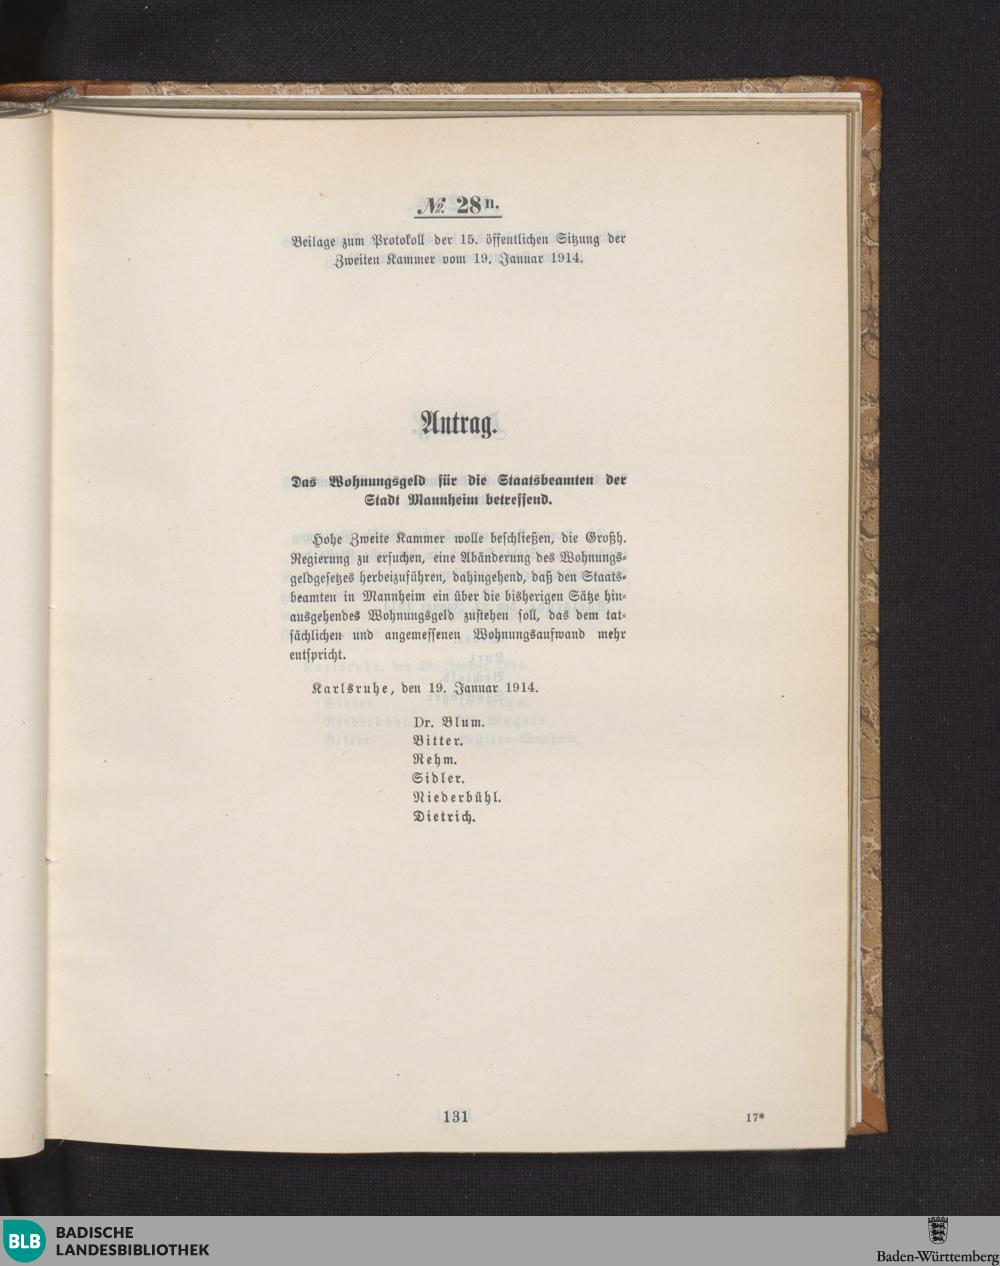 № 28n.
Beilage zum Protokoll der 15. öffentlichen Sitzung der
Zweiten Kammer vom 19. Januar 1914.
Antrag.
Das Wohnungsgeld für die Staatsbeamten der
Stadt Mannheim betreffend.
Hohe Zweite Kammer wolle beschließen, die Großh.
Regierung zu ersuchen, eine Abänderung des Wohnungs-
geldgesetzes herbeizuführen, dahingehend, daß den Staats-
beamten in Mannheim ein über die bisherigen Sätze hin-
ausgehendes Wohnungsgeld zustehen soll, das dem tat-
sächlichen und angemessenen Wohnungsaufwand mehr
entspricht.
Karlsruhe, den 19. Januar 1914.
Dr. Blum.
Bitter.
Rehm.
Sidler.
Niederbühl.
Dietrich.
131
17*
BLB BADISCHE
LANDESBIBLIOTHEK
Baden-Württemberg